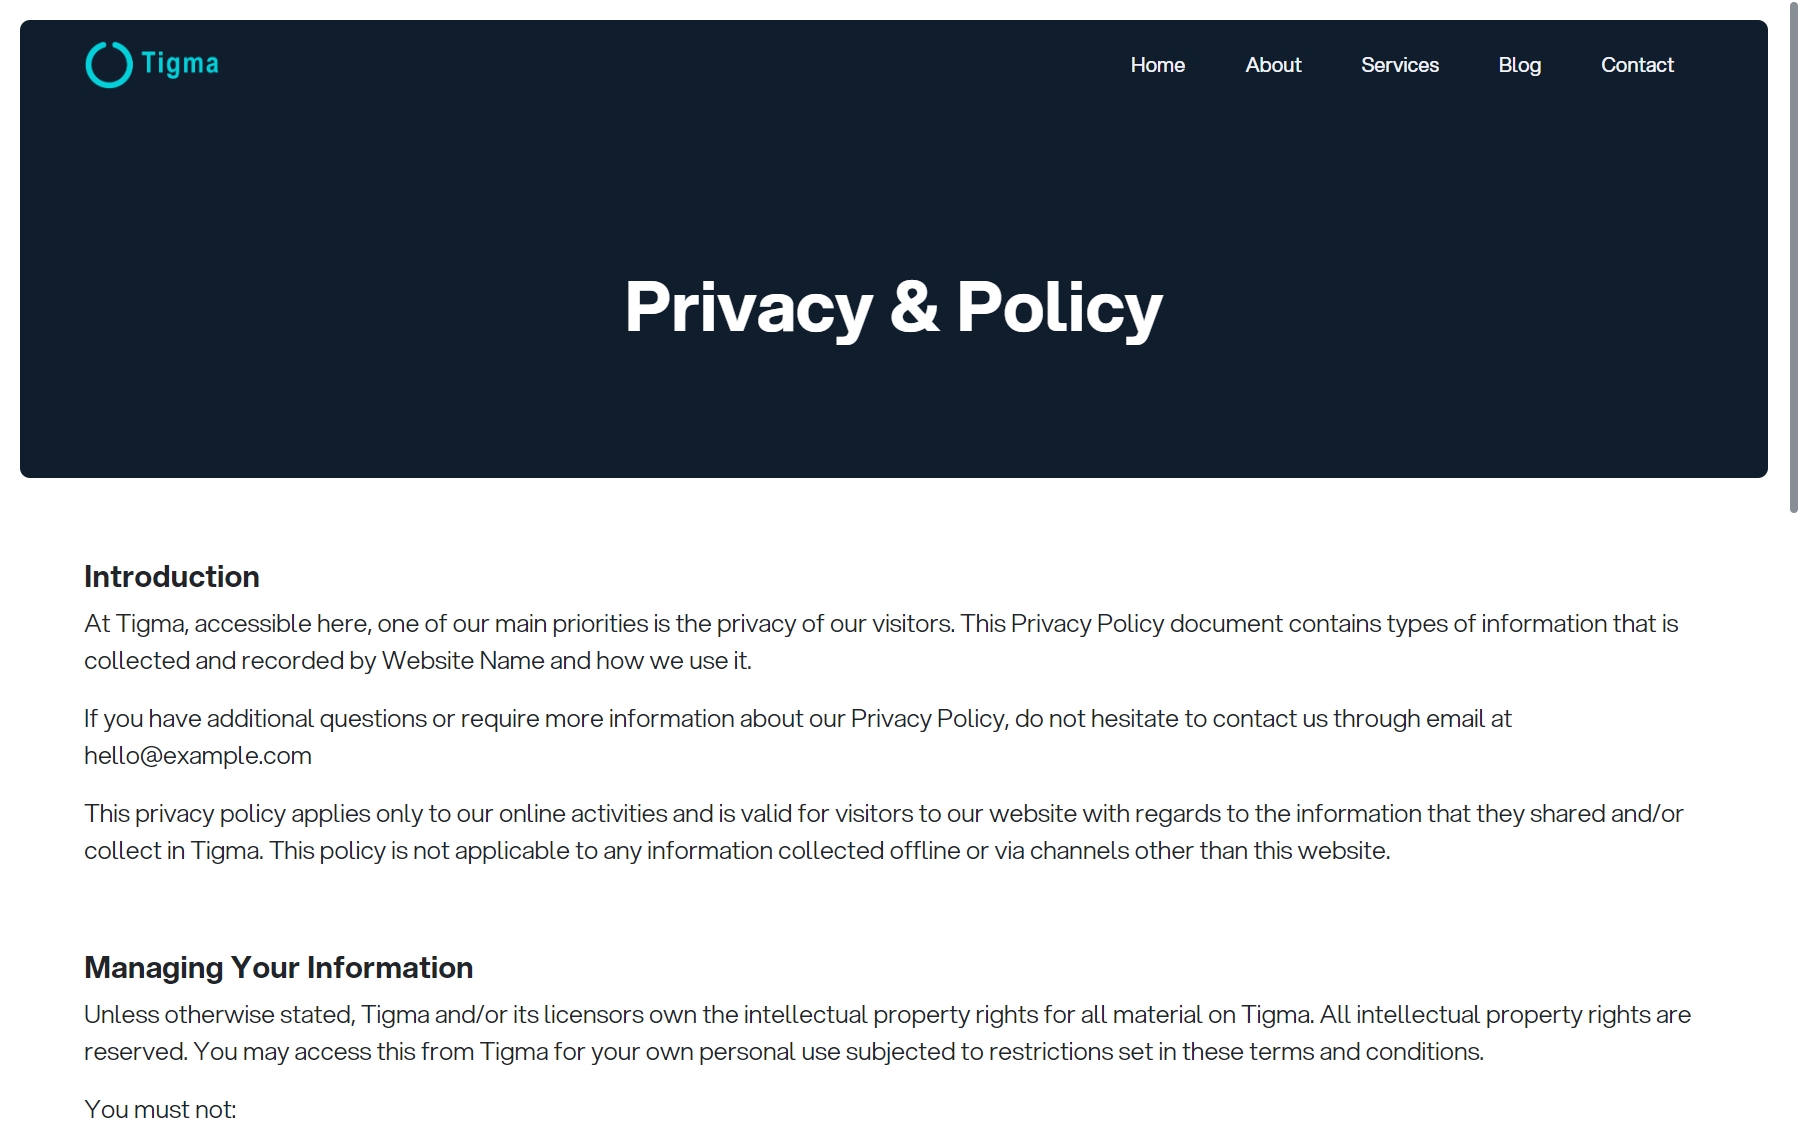 Tigma
Home About Services Blog Contact
Privacy & Policy
Introduction
At Tigma, accessible here, one of our main priorities is the privacy of our visitors. This Privacy Policy document contains types of information that is
collected and recorded by Website Name and how we use it.
If you have additional questions or require more information about our Privacy Policy, do not hesitate to contact us through email at
hello@example.com
This privacy policy applies only to our online activities and is valid for visitors to our website with regards to the information that they shared and/or
collect in Tigma. This policy is not applicable to any information collected offline or via channels other than this website.
Managing Your Information
Unless otherwise stated, Tigma and/or its licensors own the intellectual property rights for all material on Tigma. All intellectual property rights are
reserved. You may access this from Tigma for your own personal use subjected to restrictions set in these terms and conditions.
You must not: